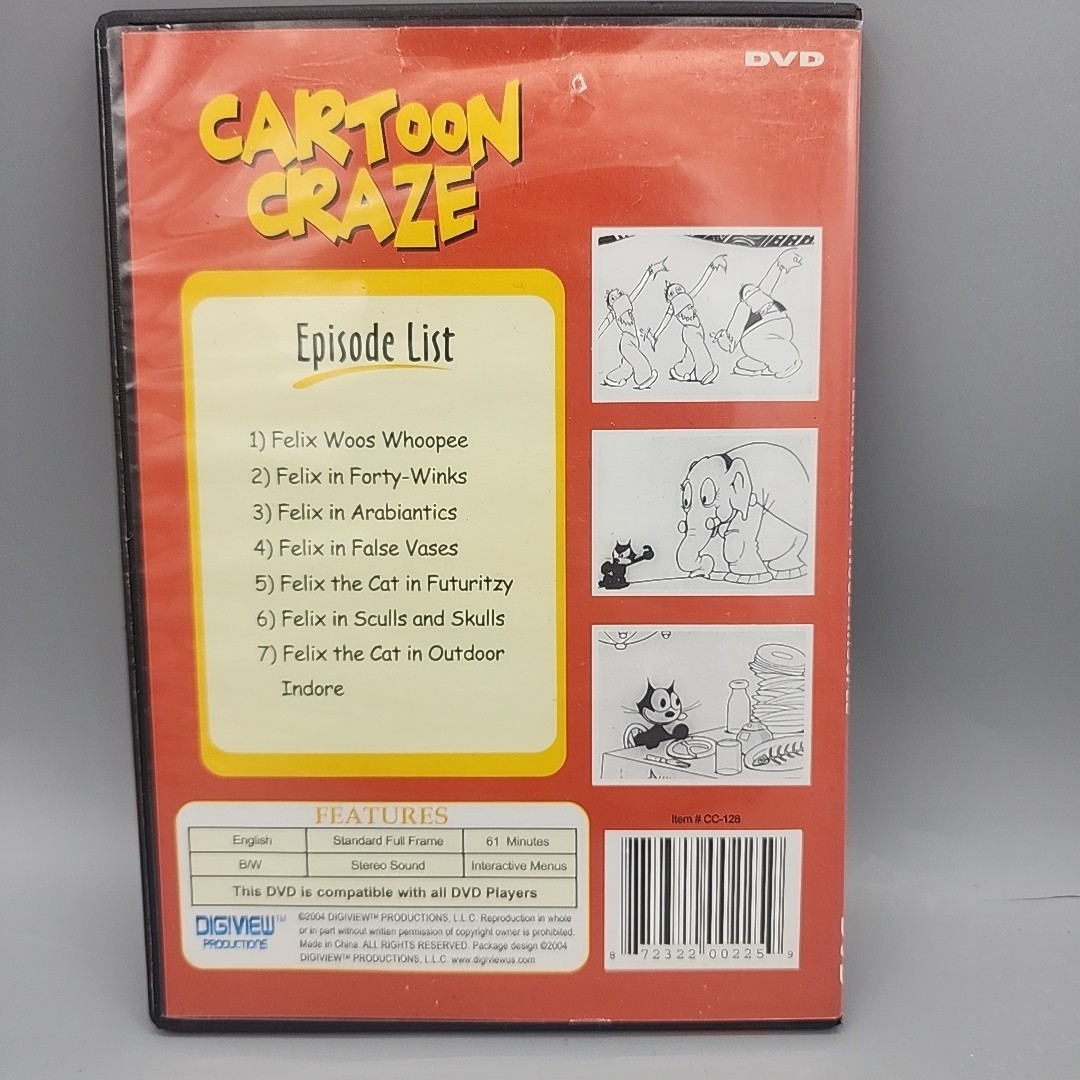 DVD
CARTOON
CRAZE
Episode List
1) Felix Woos Whoopee
2) Felix in Forty-Winks
3) Felix in Arabiantics
4) Felix in False Vases
5) Felix the Cat in Futuritzy
6) Felix in Sculls and Skulls
7) Felix the Cat in Outdoor
Indore
FEATURES
English Standard Full Frame 61 Minutes
B/W Stereo Sound Interactive Menus
This DVD is compatible with all DVD Players
DIGIVIEW™
PRODUCTIONS
©2004 DIGIVIEW™ PRODUCTIONS, L.L.C. Reproduction in whole
or in part without written permission of copyright owner is prohibited.
Made in China. ALL RIGHTS RESERVED. Package design ©2004
DIGIVIEW™ PRODUCTIONS, L.L.C. www.digiviewus.com
Item # CC-128
8 72322 00225 9